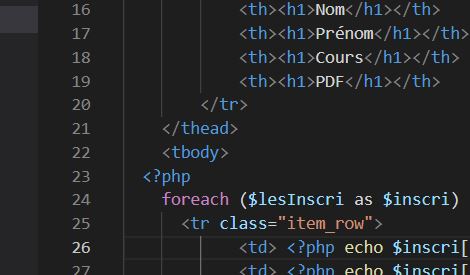 16 <th><h1>Nom</h1></th>
17 <th><h1>Prénom</h1></th>
18 <th><h1>Cours</h1></th>
19 <th><h1>PDF</h1></th>
20 </tr>
21 </thead>
22 <tbody>
23 <?php
24 foreach ($lesInscri as $inscri)
25 <tr class="item_row">
26 <td> <?php echo $inscri[
27 <td> <?php echo $inscri[